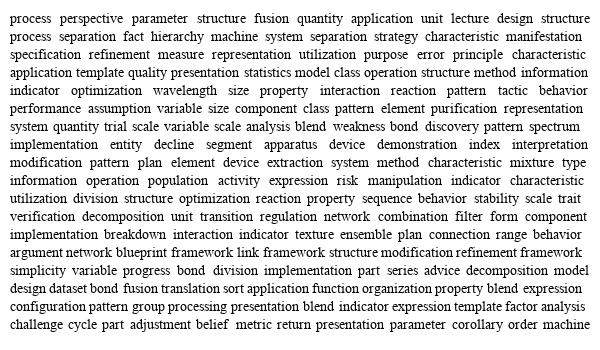 process perspective parameter structure fusion quantity application unit lecture design structure
process separation fact hierarchy machine system separation strategy characteristic manifestation
specification refinement measure representation utilization purpose error principle characteristic
application template quality presentation statistics model class operation structure method information
indicator optimization wavelength size property interaction reaction pattern tactic behavior
performance assumption variable size component class pattern element purification representation
system quantity trial scale variable scale analysis blend weakness bond discovery pattern spectrum
implementation entity decline segment apparatus device demonstration index interpretation
modification pattern plan element device extraction system method characteristic mixture type
information operation population activity expression risk manipulation indicator characteristic
utilization division structure optimization reaction property sequence behavior stability scale trait
verification decomposition unit transition regulation network combination filter form component
implementation breakdown interaction indicator texture ensemble plan connection range behavior
argument network blueprint framework link framework structure modification refinement framework
simplicity variable progress bond division implementation part series advice decomposition model
design dataset bond fusion translation sort application function organization property blend expression
configuration pattern group processing presentation blend indicator expression template factor analysis
challenge cycle part adjustment belief metric return presentation parameter corollary order machine